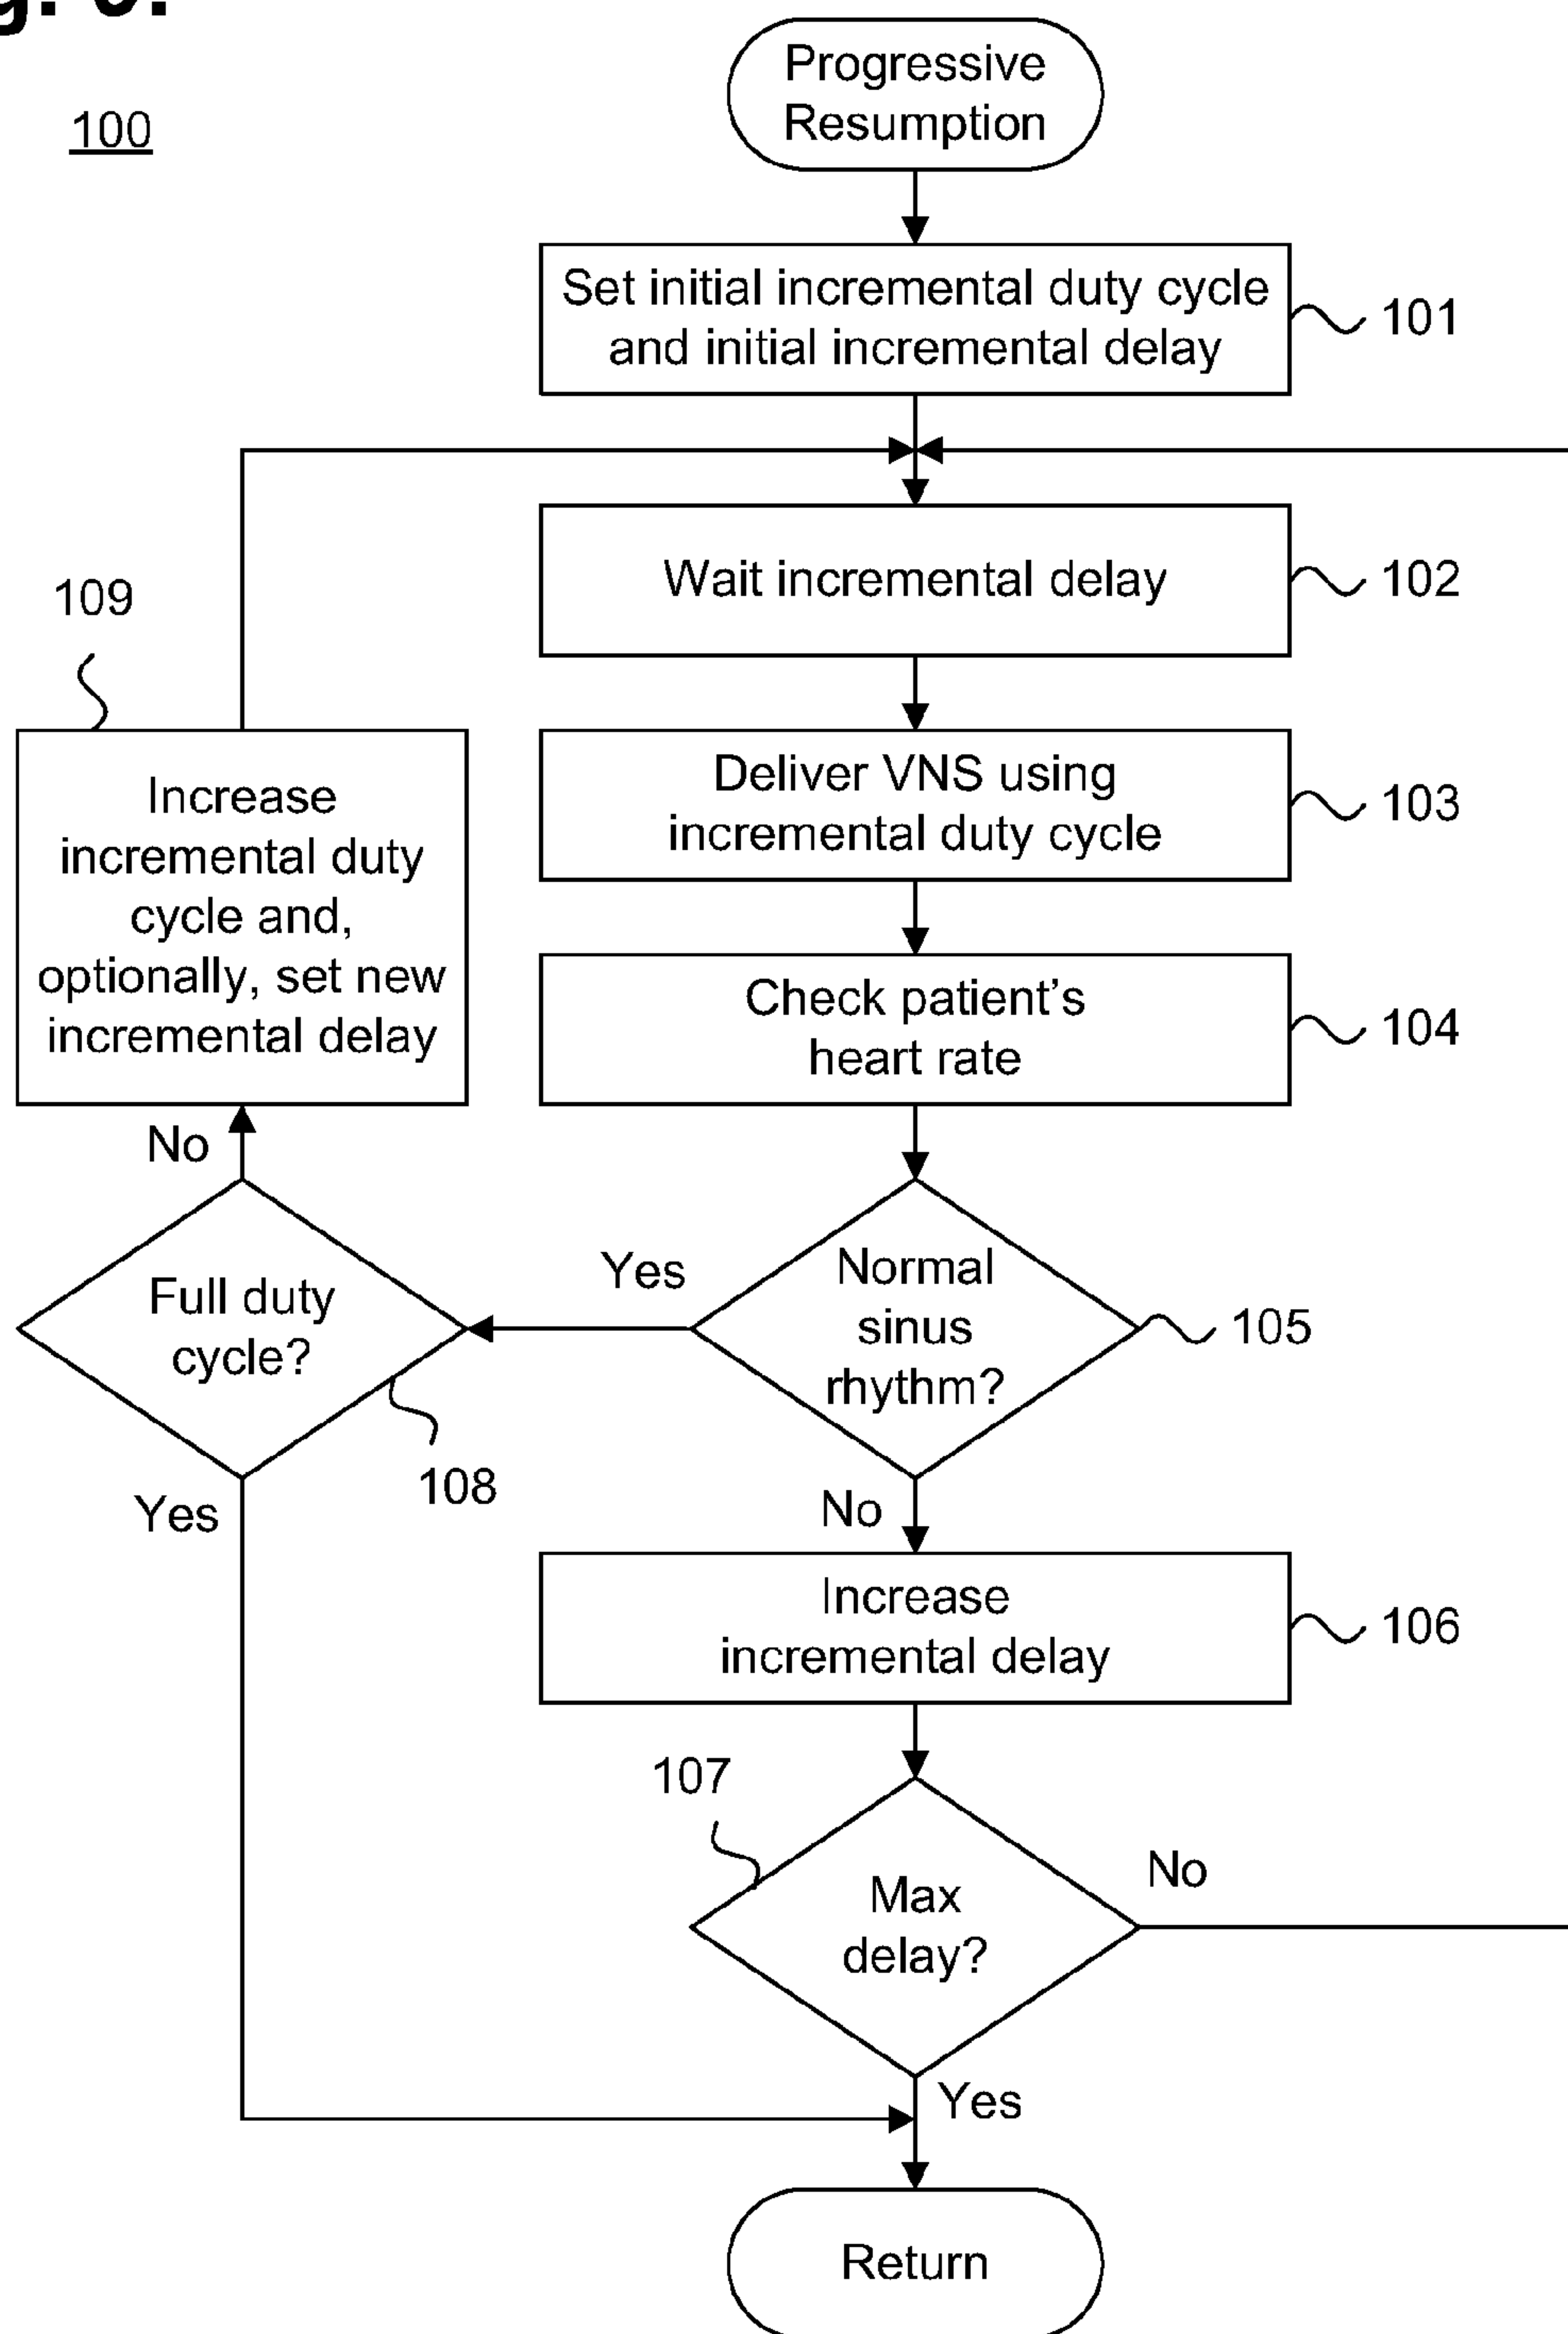 100
Progressive
Resumption
Set initial incremental duty cycle
and initial incremental delay
101
Wait incremental delay
102
109
Deliver VNS using
incremental duty cycle
103
Increase
incremental duty
cycle and,
optionally, set new
incremental delay
Check patient’s
heart rate
104
No
Full duty
cycle?
Yes
Normal
sinus
rhythm?
105
108
Yes
No
Increase
incremental delay
106
107
Max
delay?
No
Yes
Return